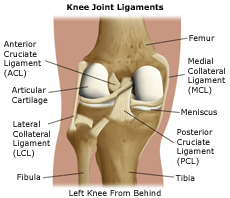 Knee Joint Ligaments
Anterior
Cruciate
Ligament
(ACL)
Articular
Cartilage
Lateral
Collateral
Ligament
(LCL)
Fibula
Femur
Medial
Collateral
Ligament
(MCL)
Meniscus
Posterior
Cruciate
Ligament
(PCL)
Tibia
Left Knee From Behind